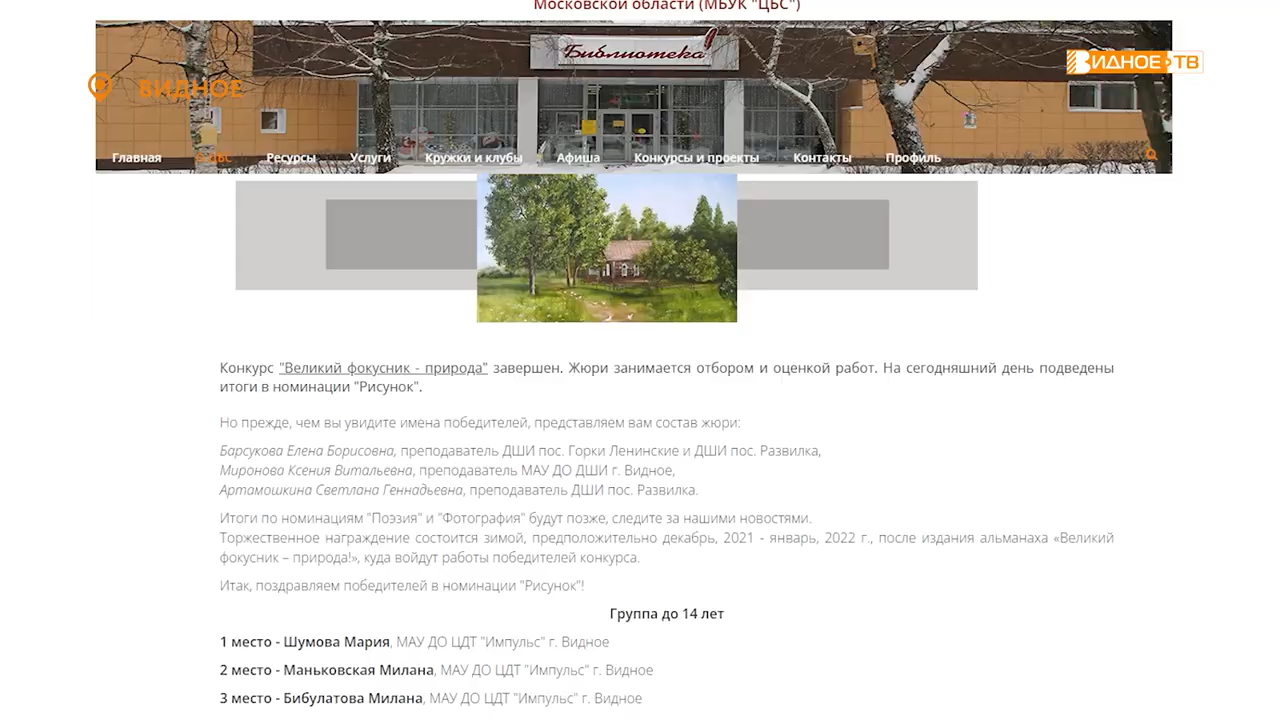 Московской области (МБУК "ЦБС")
Библиотека
ВИДНОЕ ТВ
ВИДНОЕ
Главная О ЦБС Ресурсы Услуги Кружки и клубы Афиша Конкурсы и проекты Контакты Профиль
Конкурс "Великий фокусник - природа" завершен. Жюри занимается отбором и оценкой работ. На сегодняшний день подведены
итоги в номинации "Рисунок".
Но прежде, чем вы увидите имена победителей, представляем вам состав жюри:
Барсукова Елена Борисовна, преподаватель ДШИ пос. Горки Ленинские и ДШИ пос. Развилка,
Миронова Ксения Витальевна, преподаватель МАУ ДО ДШИ г. Видное,
Артамошкина Светлана Геннадьевна, преподаватель ДШИ пос. Развилка.
Итоги по номинациям "Поэзия" и "Фотография" будут позже, следите за нашими новостями.
Торжественное награждение состоится зимой, предположительно декабрь, 2021 - январь, 2022 г., после издания альманаха «Великий
фокусник – природа!», куда войдут работы победителей конкурса.
Итак, поздравляем победителей в номинации "Рисунок"!
Группа до 14 лет
1 место - Шумова Мария, МАУ ДО ЦДТ "Импульс" г. Видное
2 место - Маньковская Милана, МАУ ДО ЦДТ "Импульс" г. Видное
3 место - Бибулатова Милана, МАУ ДО ЦДТ "Импульс" г. Видное